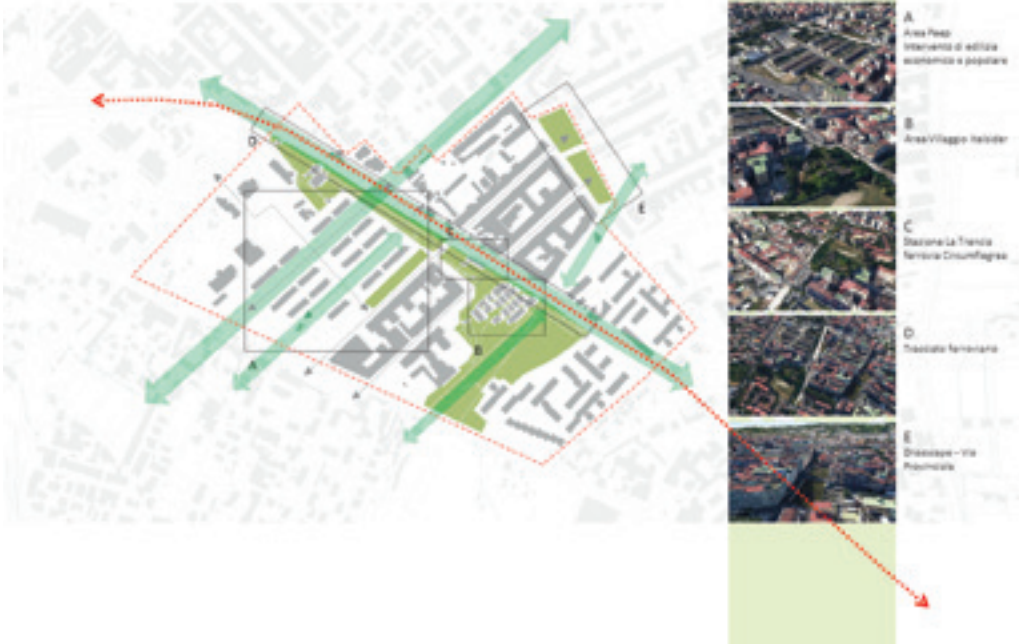 D
E
B
A
A
Area Peep
Intervento di edilizia
economica e popolare
B
Area Villaggio Italsider
C
Stazione La Trencia
ferrovia Circumflegrea
D
Tracciato ferroviario
E
Via
Provinciale